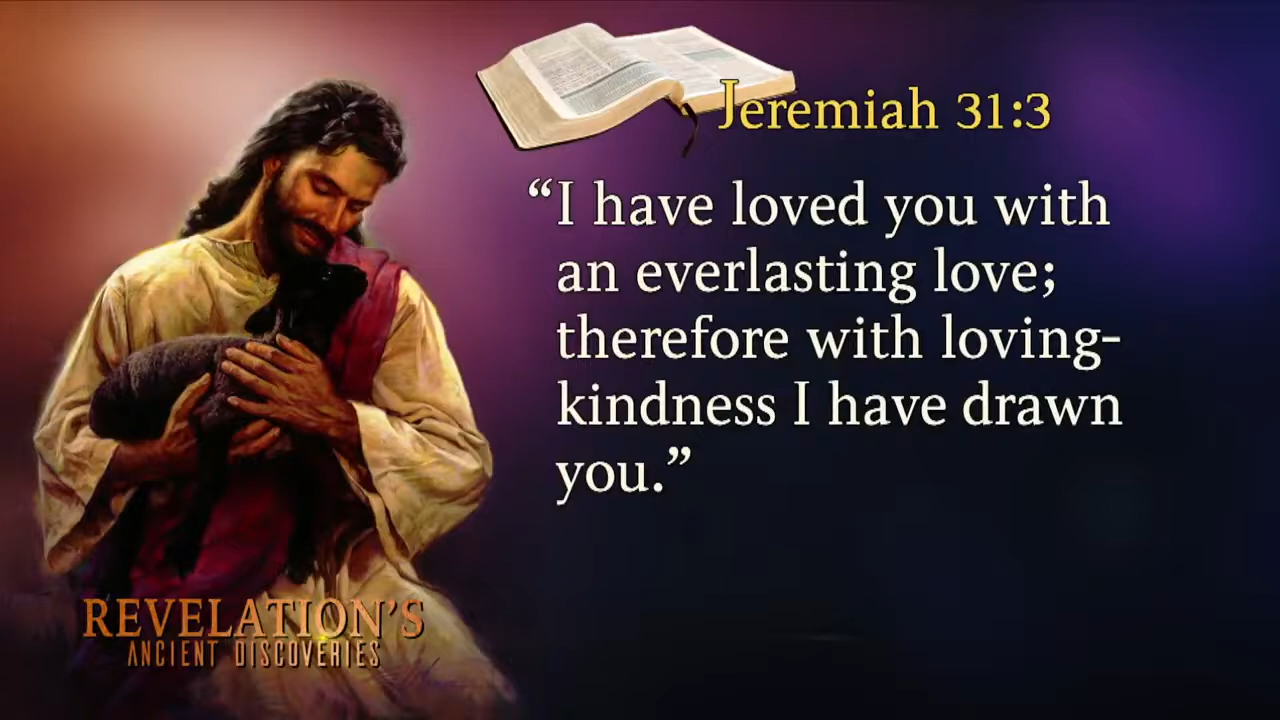 Jeremiah 31:3
“I have loved you with
an everlasting love;
therefore with loving-
kindness I have drawn
you.”
REVELATION’S
ANCIENT DISCOVERIES